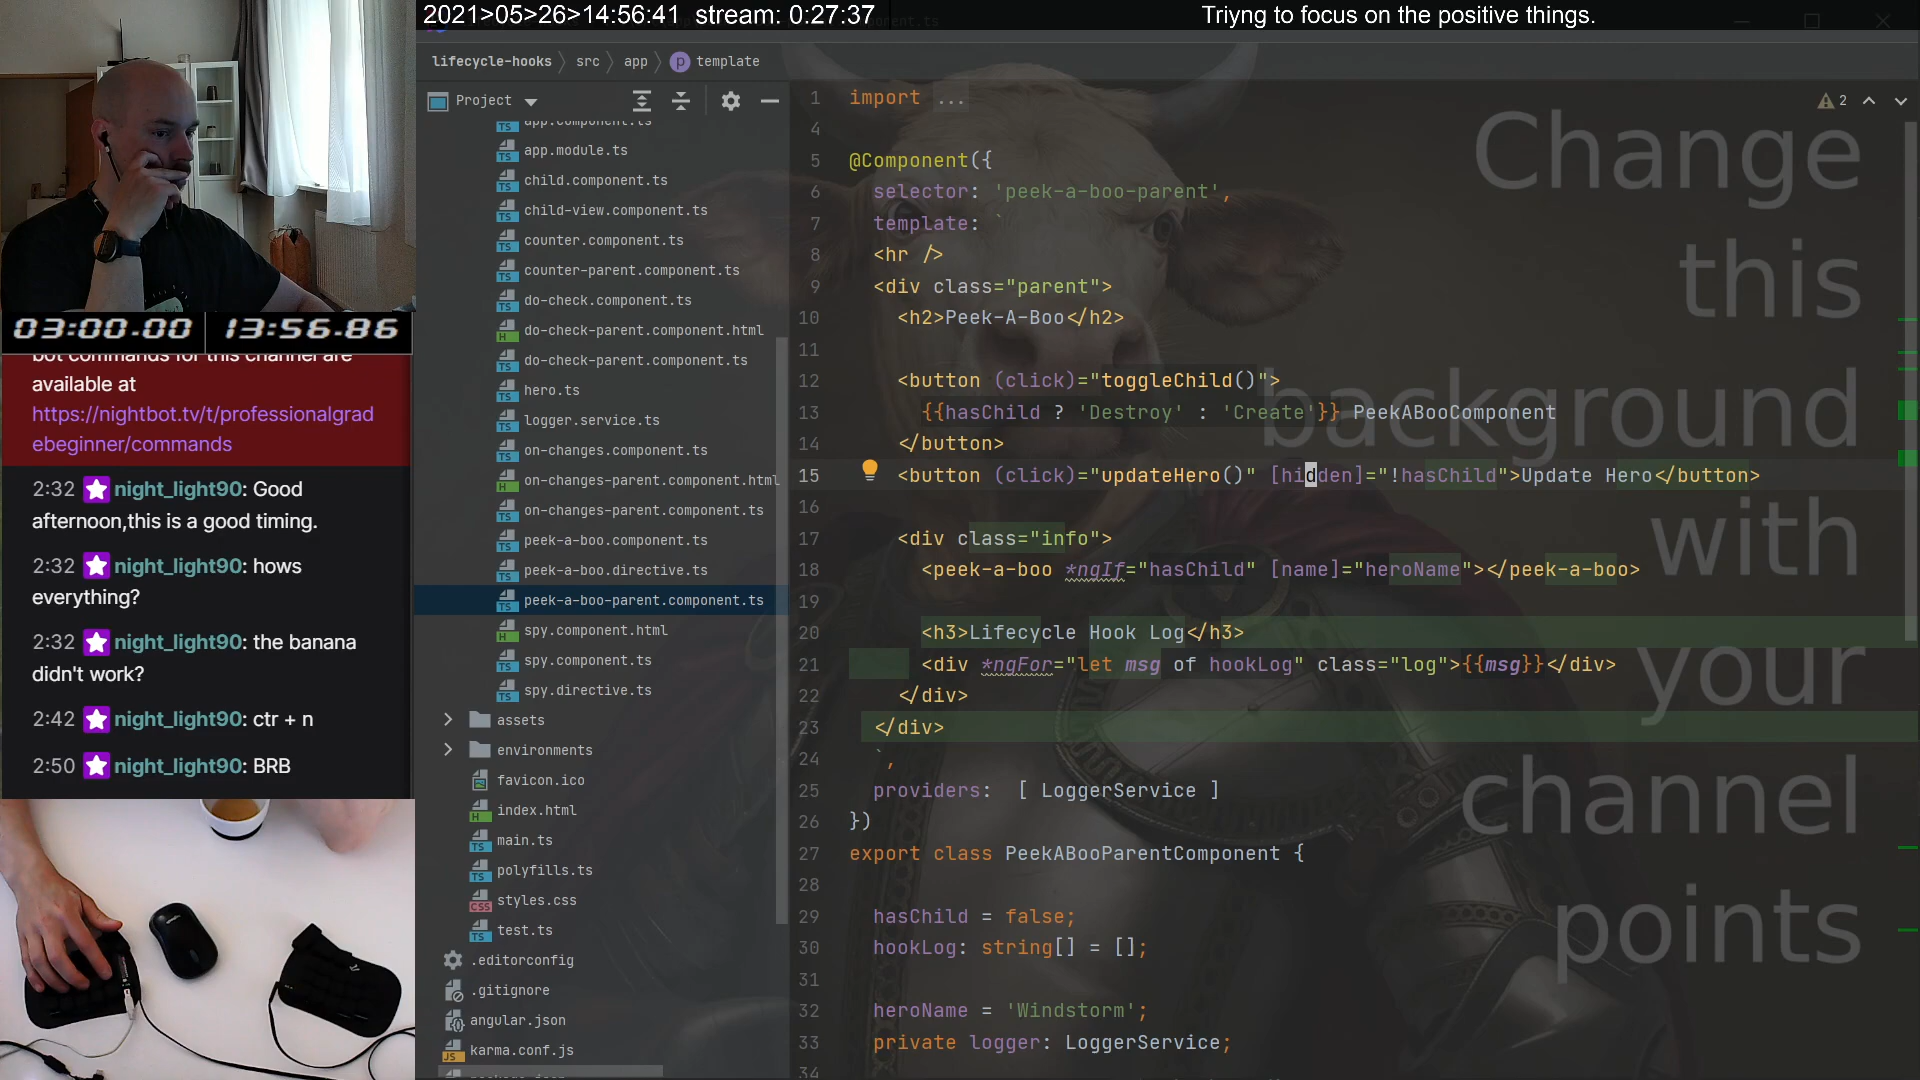 2021>05>26>14:56:41  stream: 0:27:37
Triyng to focus on the positive things.
lifecycle-hooks
src
app
template
Project
app.component.ts
app.module.ts
child.component.ts
child-view.component.ts
counter.component.ts
counter-parent.component.ts
do-check.component.ts
do-check-parent.component.html
do-check-parent.component.ts
hero.ts
logger.service.ts
on-changes.component.ts
on-changes.component.html
on-changes-parent.component.ts
peek-a-boo.component.ts
peek-a-boo.directive.ts
peek-a-boo-parent.component.ts
spy.component.html
spy.component.ts
spy.directive.ts
assets
environments
favicon.ico
index.html
main.ts
polyfills.ts
styles.css
test.ts
.editorconfig
.gitignore
angular.json
karma.conf.js
03:00.00
13:56.86
bot commands for this channel are
available at
https://nightbot.tv/t/professionalgrad
ebeginner/commands
2:32 night_light90: Good
afternoon,this is a good timing.
2:32 night_light90: hows
everything?
2:32 night_light90: the banana
didn't work?
2:42 night_light90: ctr + n
2:50 night_light90: BRB
2
1 import ...
4
5 @Component({
6 selector: 'peek-a-boo-parent',
7 template: `
8 <hr />
9 <div class="parent">
10 <h2>Peek-A-Boo</h2>
11
12 <button (click)="toggleChild()">
13 {{hasChild ? 'Destroy' : 'Create'}} PeekABooComponent
14 </button>
15 <button (click)="updateHero()" [hidden]="!hasChild">Update Hero</button>
16
17 <div class="info">
18 <peek-a-boo *ngIf="hasChild" [name]="heroName"></peek-a-boo>
19
20 <h3>Lifecycle Hook Log</h3>
21 <div *ngFor="let msg of hookLog" class="log">{{msg}}</div>
22 </div>
23 </div>
24 `,
25 providers:  [ LoggerService ]
26 })
27 export class PeekABooParentComponent {
28
29 hasChild = false;
30 hookLog: string[] = [];
31
32 heroName = 'Windstorm';
33 private logger: LoggerService;
34
Change
this
background
with
your
channel
points